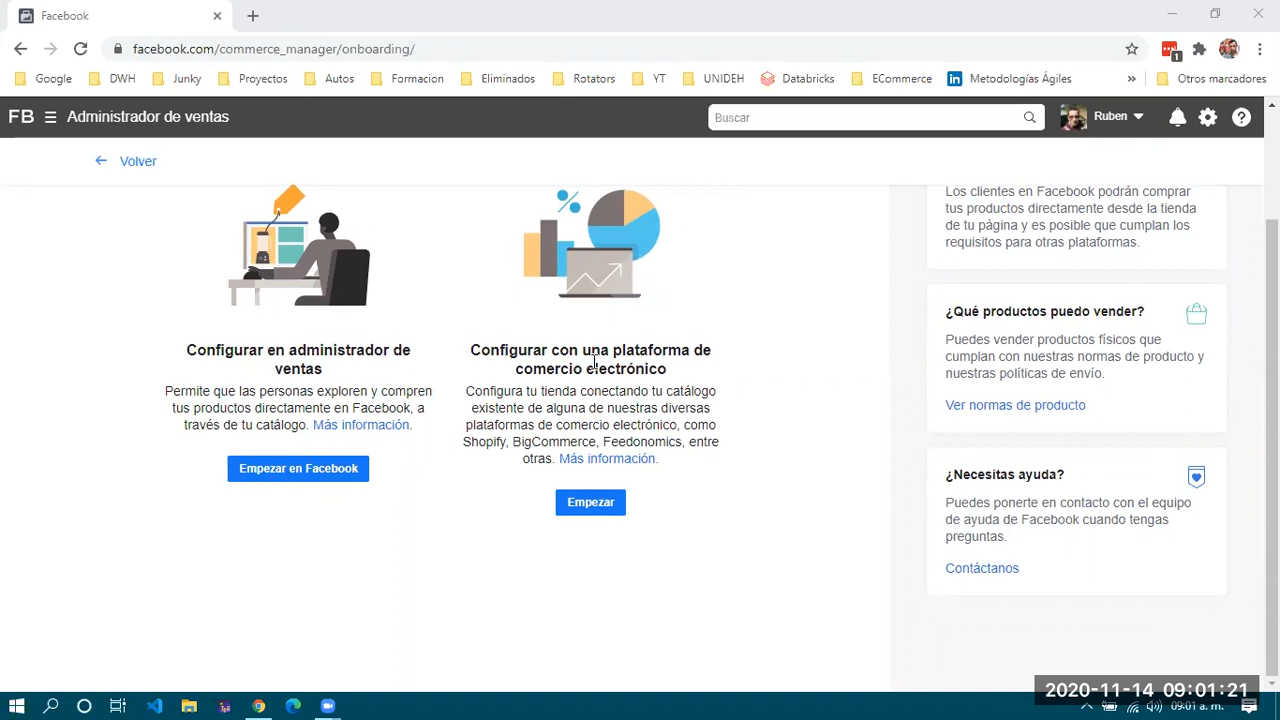 Facebook
facebook.com/commerce_manager/onboarding/
1
Google
DWH
Junky
Proyectos
Autos
Formacion
Eliminados
Rotators
YT
UNIDEH
Databricks
ECommerce
Metodologías Ágiles
»
Otros marcadores
FB
Administrador de ventas
Buscar
Ruben
Volver
Configurar en administrador de
ventas
Permite que las personas exploren y compren
tus productos directamente en Facebook, a
través de tu catálogo. Más información.
Empezar en Facebook
Configurar con una plataforma de
comercio electrónico
Configura tu tienda conectando tu catálogo
existente de alguna de nuestras diversas
plataformas de comercio electrónico, como
Shopify, BigCommerce, Feedonomics, entre
otras. Más información.
Empezar
Los clientes en Facebook podrán comprar
tus productos directamente desde la tienda
de tu página y es posible que cumplan los
requisitos para otras plataformas.
¿Qué productos puedo vender?
Puedes vender productos físicos que
cumplan con nuestras normas de producto y
nuestras políticas de envío.
Ver normas de producto
¿Necesitas ayuda?
Puedes ponerte en contacto con el equipo
de ayuda de Facebook cuando tengas
preguntas.
Contáctanos
2020-11-14 09:01:21
09:01 a. m.